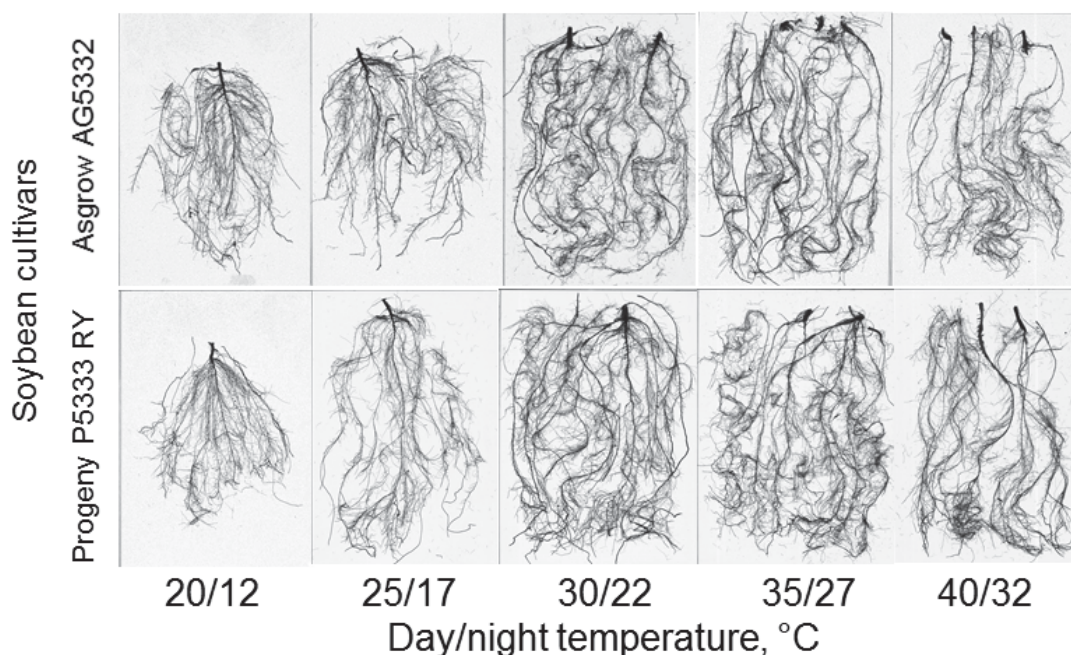 Soybean cultivars
Asgrow AG5332
Progeny P5333 RY
20/12 25/17 30/22 35/27 40/32
Day/night temperature, °C